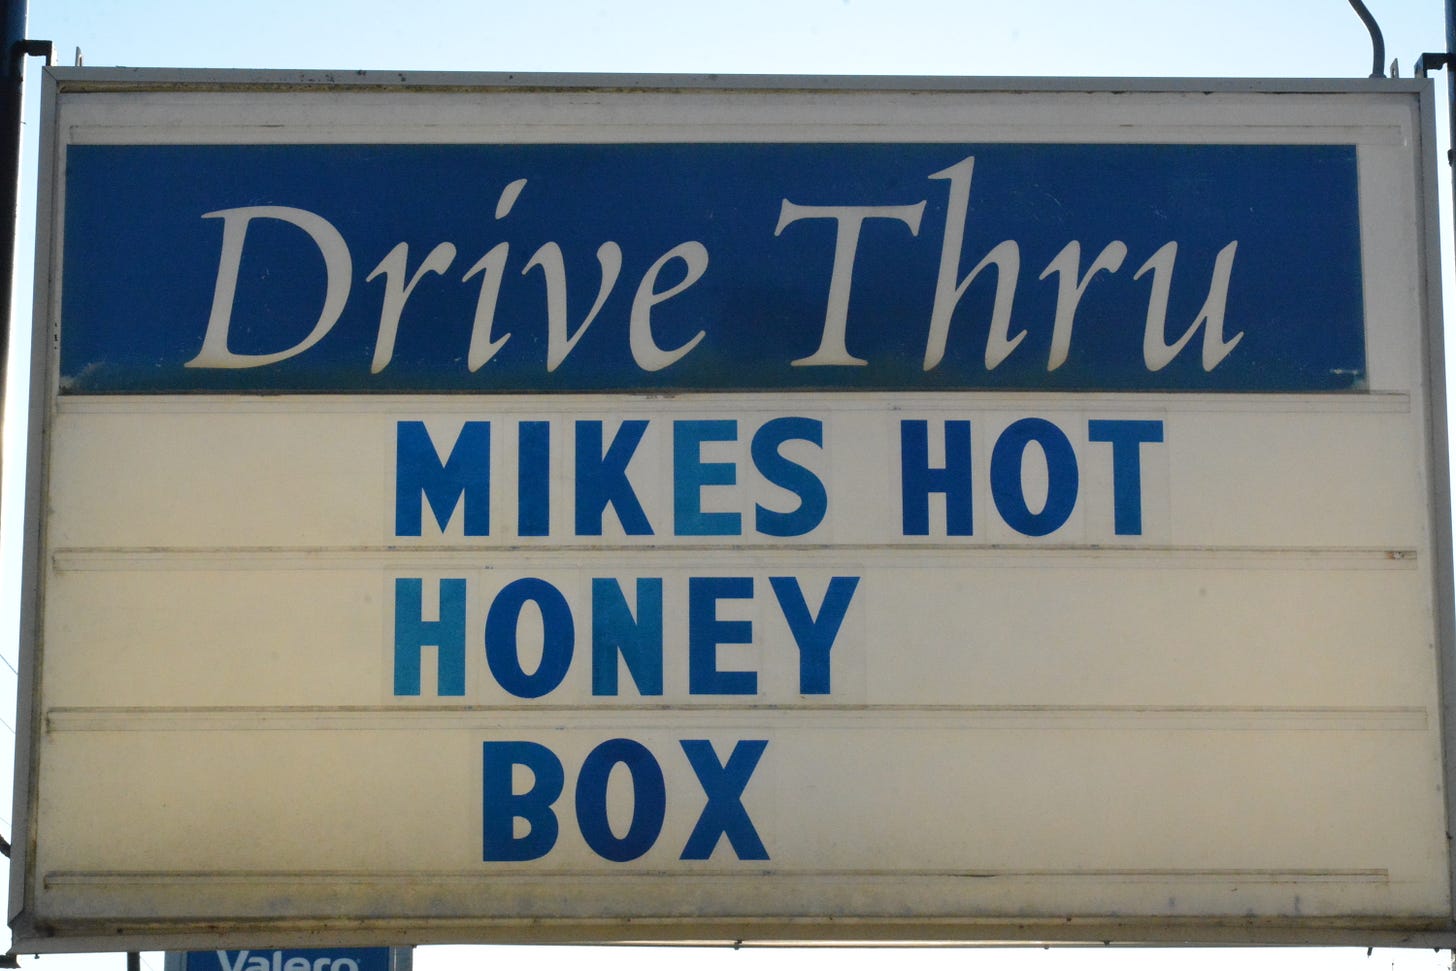 Drive Thru
MIKES HOT
HONEY
BOX
Valero